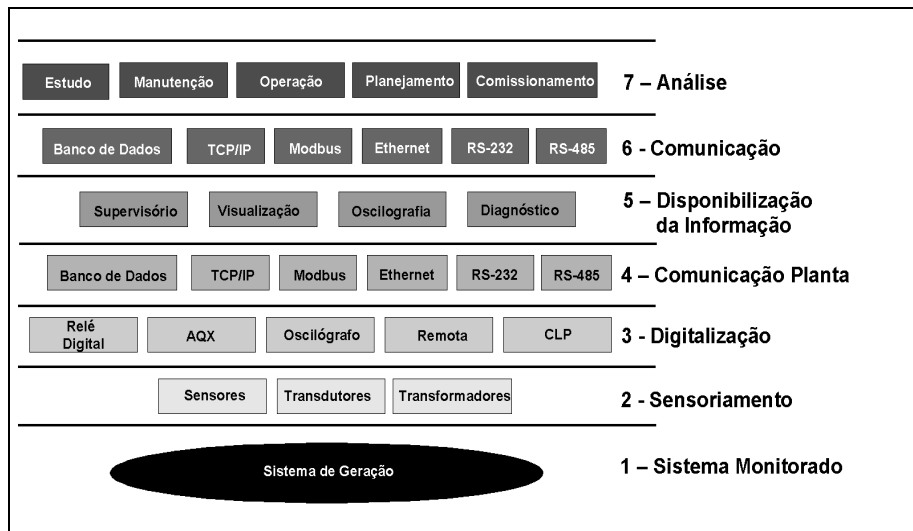 Estudo
Manutenção
Operação
Planejamento
Comissionamento
7 – Análise
Banco de Dados
TCP/IP
Modbus
Ethernet
RS-232
RS-485
6 - Comunicação
Supervisório
Visualização
Oscilografia
Diagnóstico
5 – Disponibilização
da Informação
Banco de Dados
TCP/IP
Modbus
Ethernet
RS-232
RS-485
4 – Comunicação Planta
Relé
Digital
AQX
Oscilógrafo
Remota
CLP
3 - Digitalização
Sensores
Transdutores
Transformadores
2 - Sensoriamento
Sistema de Geração
1 – Sistema Monitorado